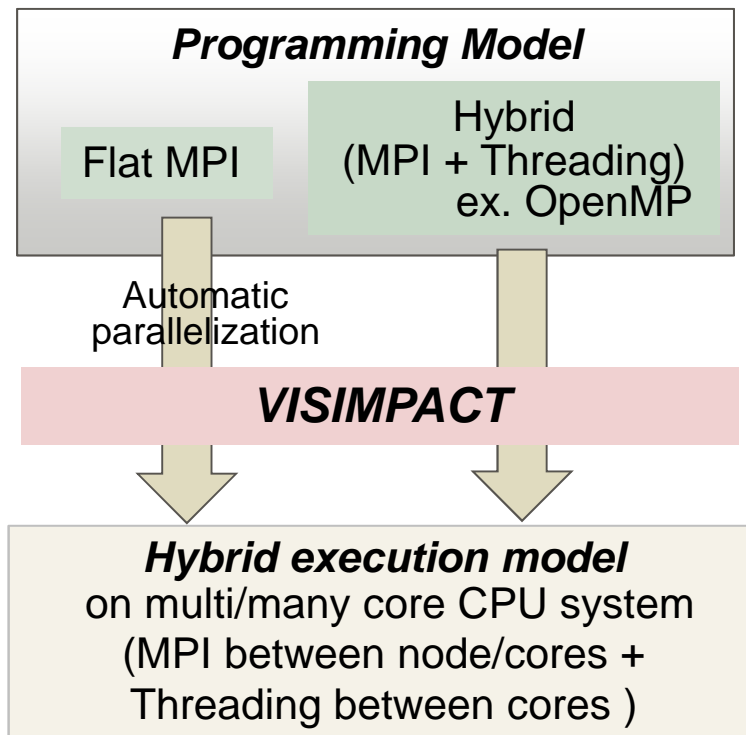 Programming Model
Flat MPI
Hybrid
(MPI + Threading)
ex. OpenMP
Automatic
parallelization
VISIMPACT
Hybrid execution model
on multi/many core CPU system
(MPI between node/cores +
Threading between cores )